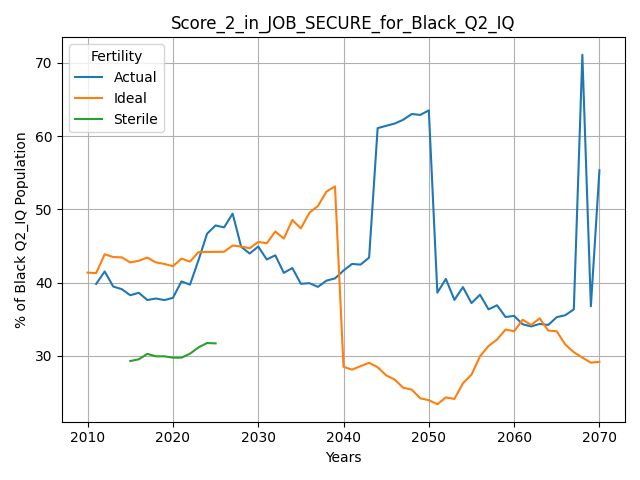 Score_2_in_JOB_SECURE_for_Black_Q2_IQ
Fertility
Actual
Ideal
Sterile
% of Black Q2_IQ Population
70
60
50
40
30
2010 2020 2030 2040 2050 2060 2070
Years